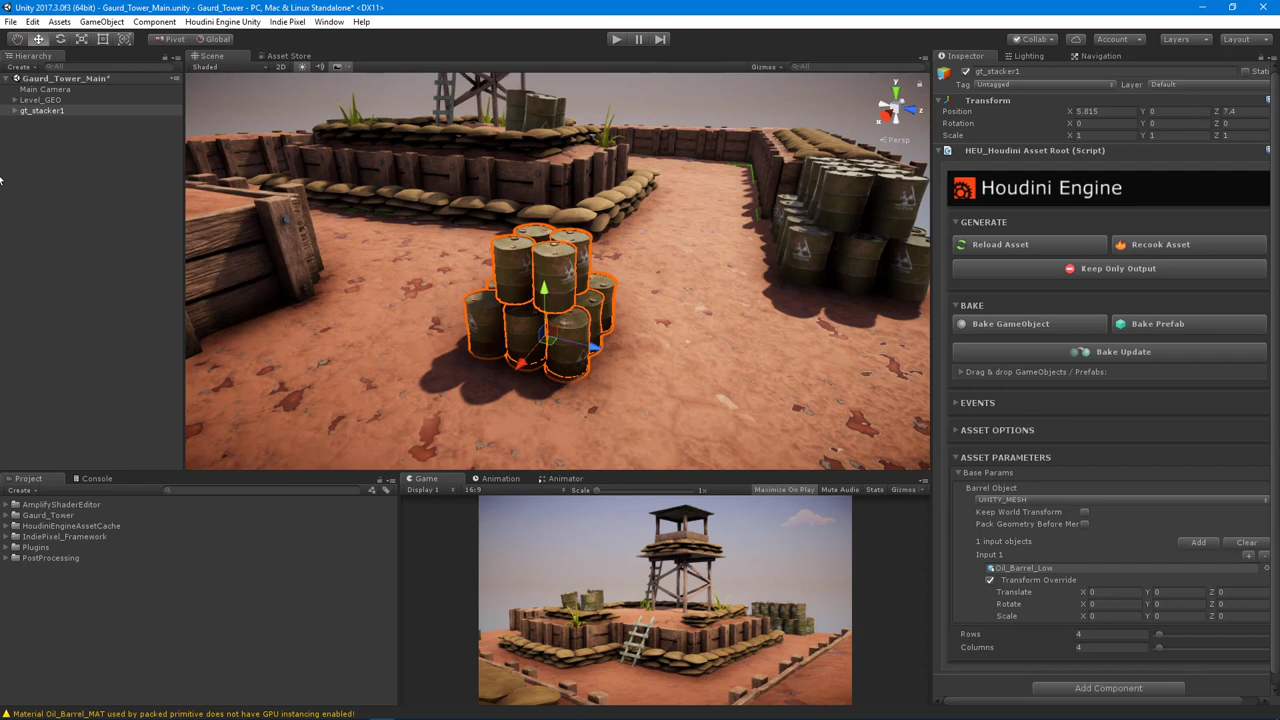 Unity 2017.3.0f3 (64bit) - Gaurd_Tower_Main.unity - Gaurd_Tower - PC, Mac & Linux Standalone* <DX11>
File Edit Assets GameObject Component Houdini Engine Unity Indie Pixel Window Help
Pivot Global Collab Account Layers Layout
Hierarchy
Create All
Gaurd_Tower_Main*
Main Camera
Level_GEO
gt_stacker1
Scene Asset Store
Shaded 2D Gizmos All
y
z
x
Persp
Inspector Lighting Navigation
gt_stacker1 Stati
Tag Untagged Layer Default
Transform
Position X 5.815 Y 0 Z 7.4
Rotation X 0 Y 0 Z 0
Scale X 1 Y 1 Z 1
HEU_Houdini Asset Root (Script)
Houdini Engine
GENERATE
Reload Asset Recook Asset
Keep Only Output
BAKE
Bake GameObject Bake Prefab
Bake Update
Drag & drop GameObjects / Prefabs:
EVENTS
ASSET OPTIONS
ASSET PARAMETERS
Base Params
Barrel Object
UNITY_MESH
Keep World Transform
Pack Geometry Before Mer
1 input objects Add Clear
Input 1 + -
Oil_Barrel_Low
Transform Override
Translate X 0 Y 0 Z 0
Rotate X 0 Y 0 Z 0
Scale X 0 Y 0 Z 0
Rows 4
Columns 4
Add Component
Project Console
Create
AmplifyShaderEditor
Gaurd_Tower
HoudiniEngineAssetCache
IndiePixel_Framework
Plugins
PostProcessing
Game Animation Animator
Display 1 16:9 Scale 1x Maximize On Play Mute Audio Stats Gizmos
Material Oil_Barrel_MAT used by packed primitive does not have GPU instancing enabled!